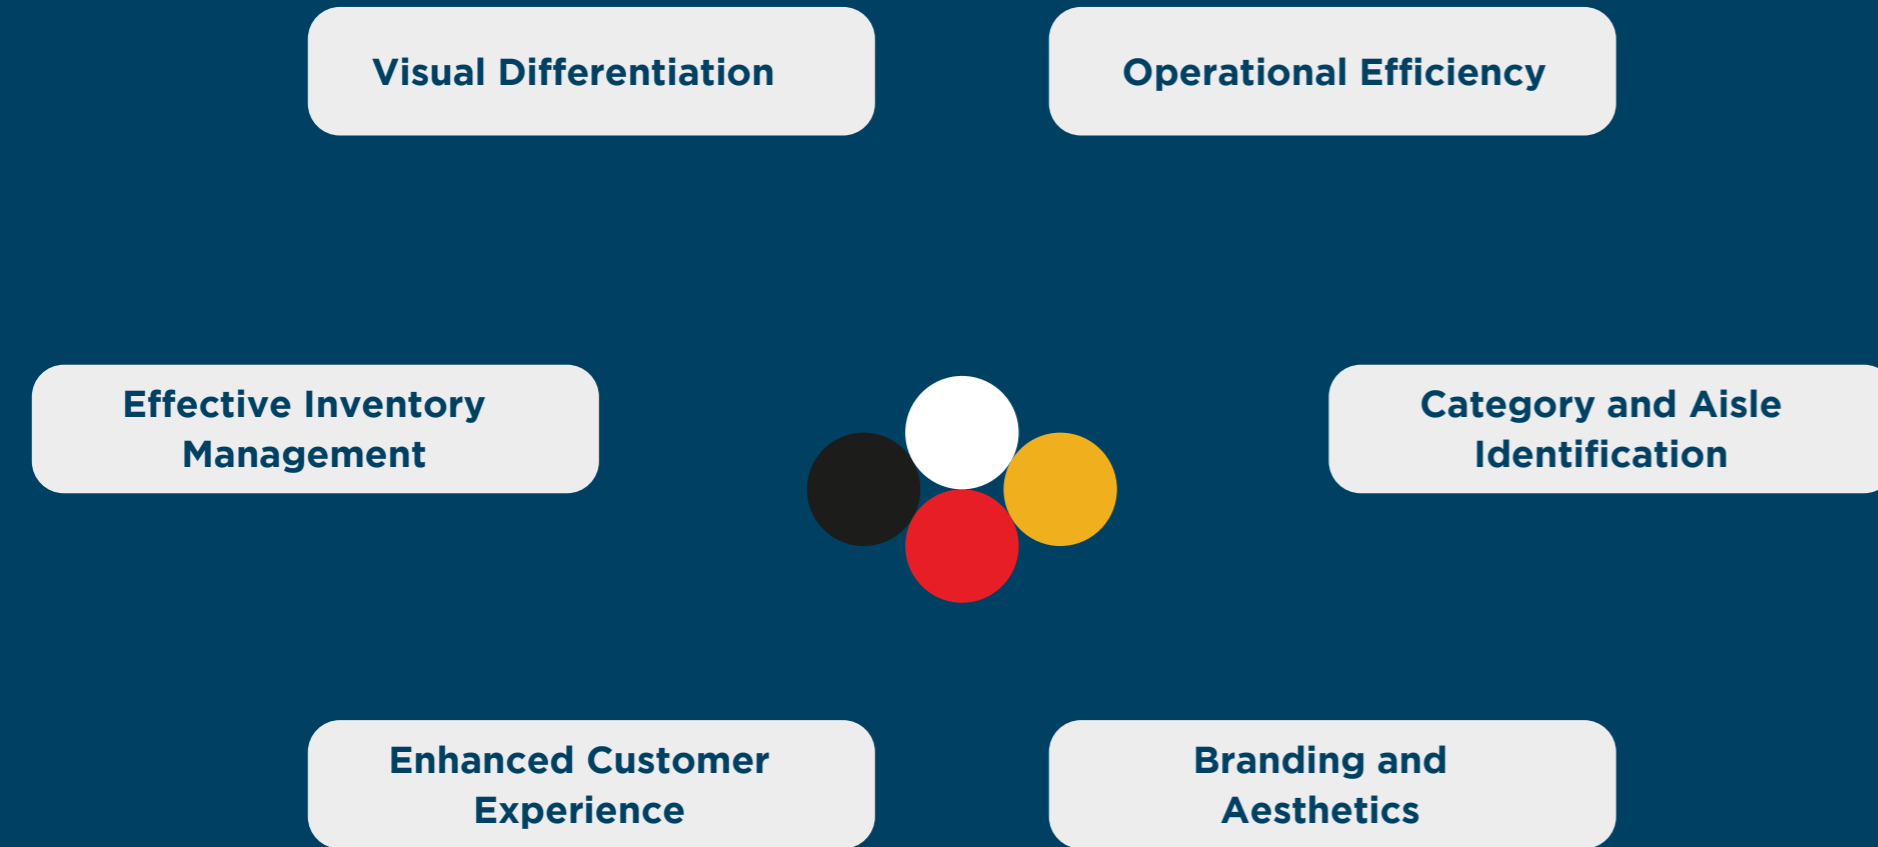 Visual Differentiation
Operational Efficiency
Effective Inventory
Management
Category and Aisle
Identification
Enhanced Customer
Experience
Branding and
Aesthetics